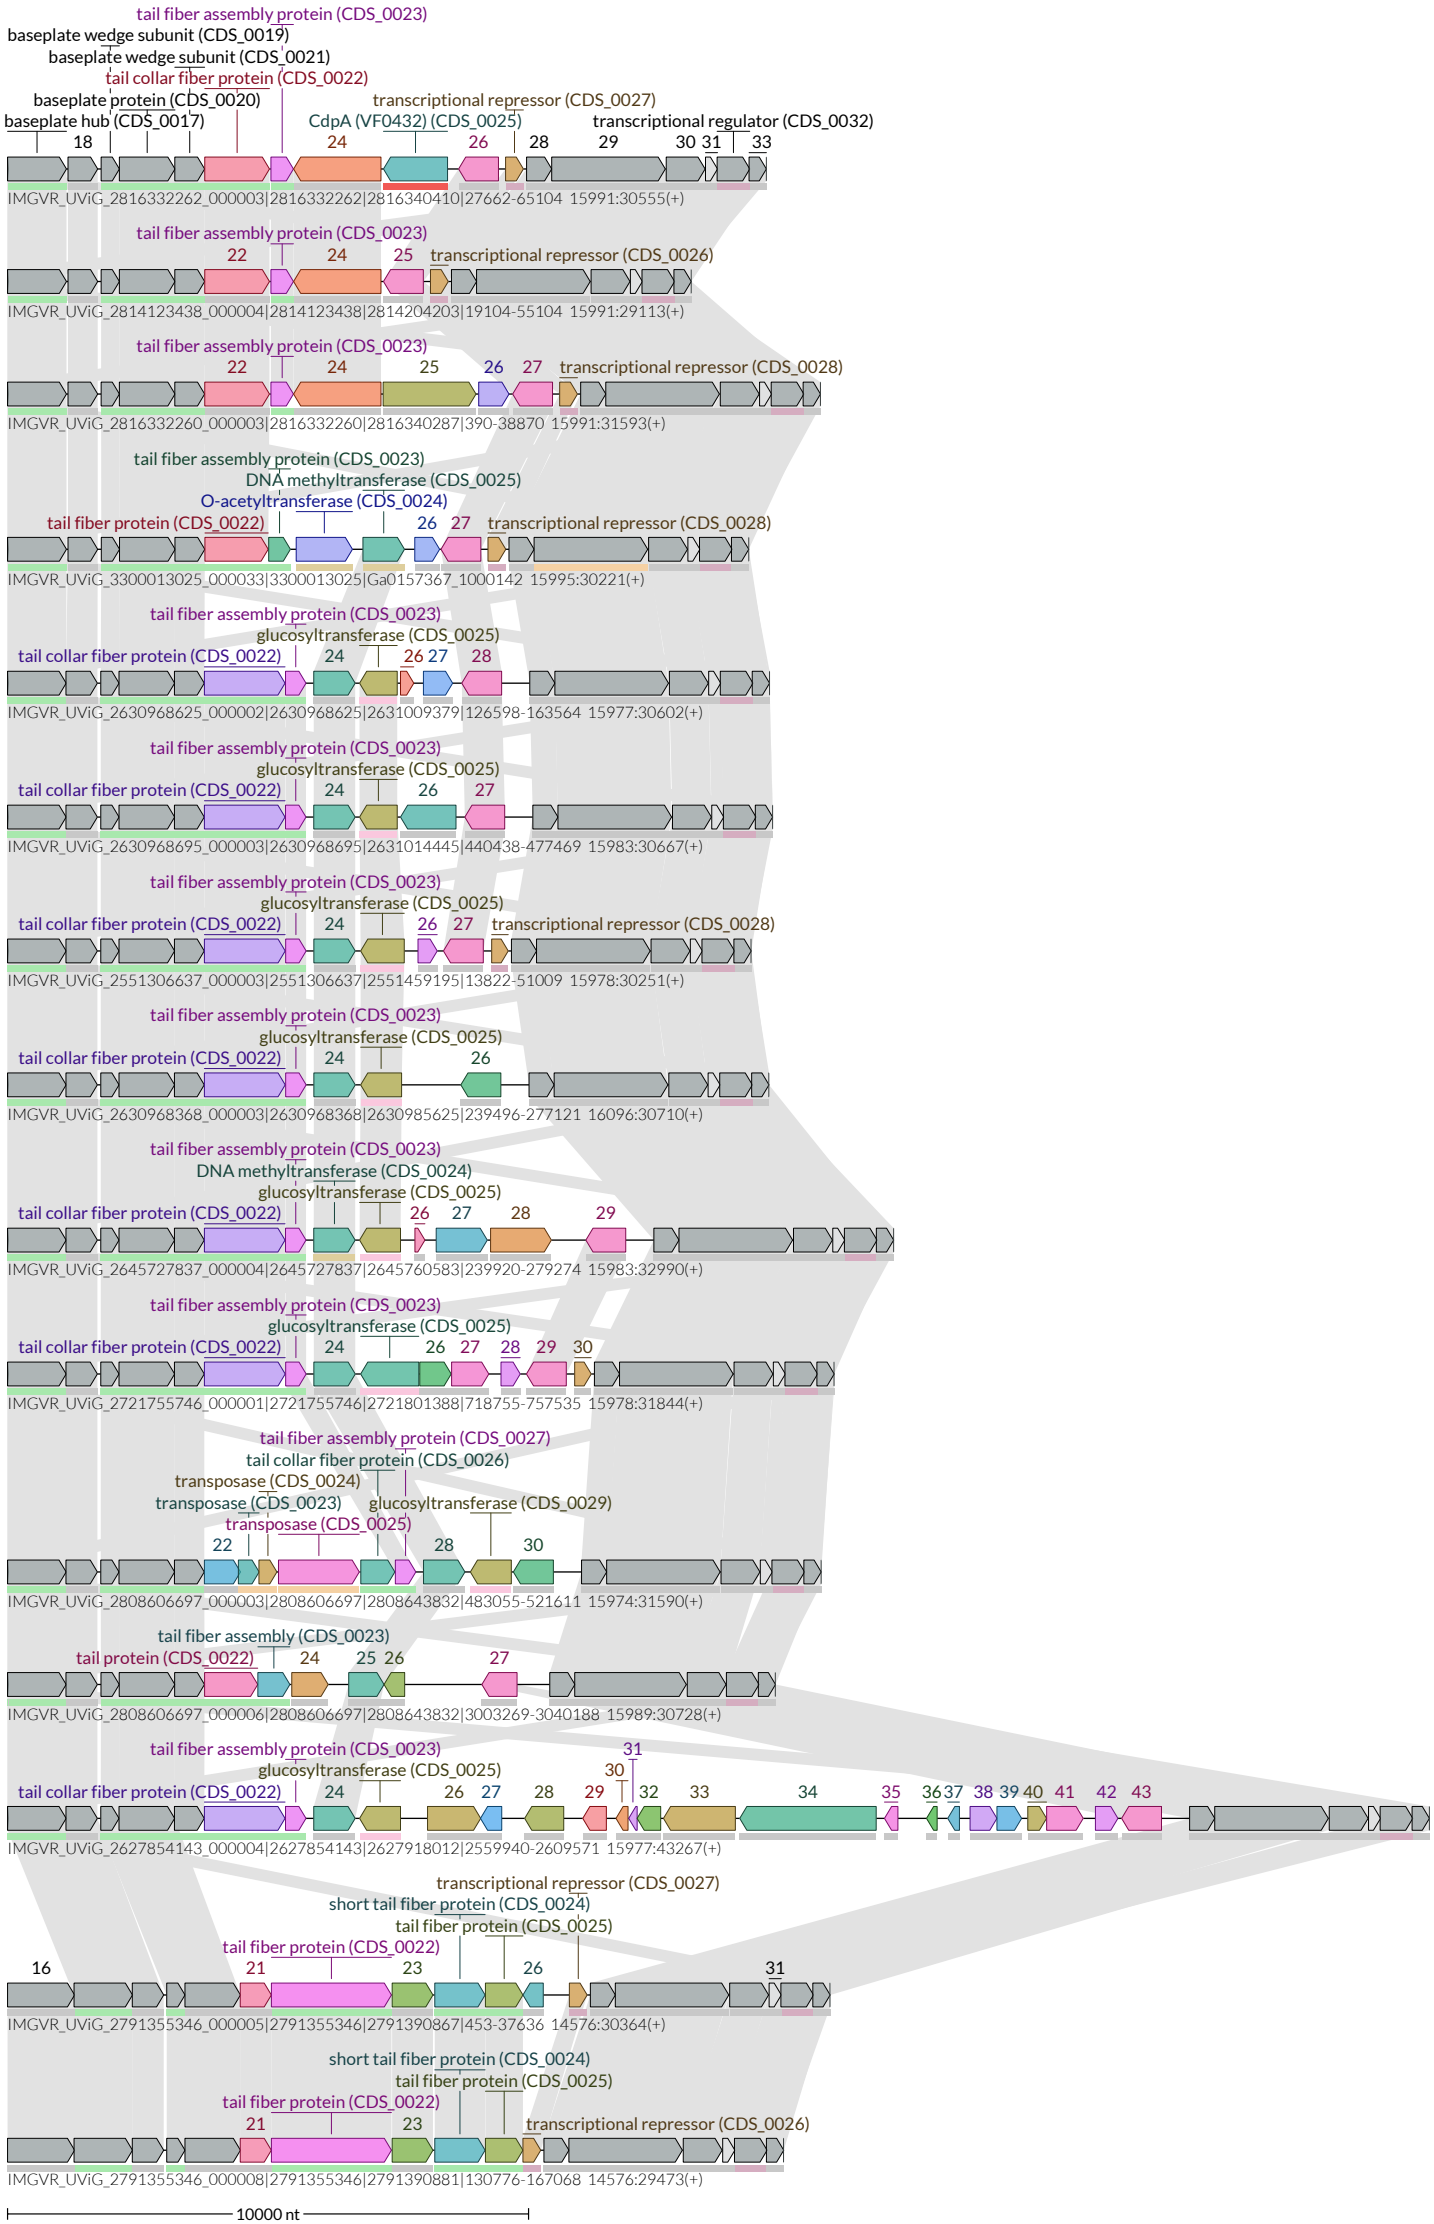 tail fiber assembly protein (CDS_0023)
baseplate wedge subunit (CDS_0019)
baseplate wedge subunit (CDS_0021)
tail collar fiber protein (CDS_0022)
baseplate protein (CDS_0020) transcriptional repressor (CDS_0027)
baseplate hub (CDS_0017) CdpA (VF0432) (CDS_0025) transcriptional regulator (CDS_0032)
18 24 26 28 29 30 31 33
IMGVR_UViG_2816332262_000003|2816332262|2816340410|27662-65104 15991:30555(+)
tail fiber assembly protein (CDS_0023)
22 24 25 transcriptional repressor (CDS_0026)
IMGVR_UViG_2814123438_000004|2814123438|2814204203|19104-55104 15991:29113(+)
tail fiber assembly protein (CDS_0023)
22 24 25 26 27 transcriptional repressor (CDS_0028)
IMGVR_UViG_2816332260_000003|2816332260|2816340287|390-38870 15991:31593(+)
tail fiber assembly protein (CDS_0023)
DNA methyltransferase (CDS_0025)
O-acetyltransferase (CDS_0024)
tail fiber protein (CDS_0022) 26 27 transcriptional repressor (CDS_0028)
IMGVR_UViG_3300013025_000033|3300013025|Ga0157367_1000142 15995:30221(+)
tail fiber assembly protein (CDS_0023)
glucosyltransferase (CDS_0025)
tail collar fiber protein (CDS_0022) 24 26 27 28
IMGVR_UViG_2630968625_000002|2630968625|2631009379|126598-163564 15977:30602(+)
tail fiber assembly protein (CDS_0023)
glucosyltransferase (CDS_0025)
tail collar fiber protein (CDS_0022) 24 26 27
IMGVR_UViG_2630968695_000003|2630968695|2631014445|440438-477469 15983:30667(+)
tail fiber assembly protein (CDS_0023)
glucosyltransferase (CDS_0025)
tail collar fiber protein (CDS_0022) 24 26 27 transcriptional repressor (CDS_0028)
IMGVR_UViG_2551306637_000003|2551306637|2551459195|13822-51009 15978:30251(+)
tail fiber assembly protein (CDS_0023)
glucosyltransferase (CDS_0025)
tail collar fiber protein (CDS_0022) 24 26
IMGVR_UViG_2630968368_000003|2630968368|2630985625|239496-277121 16096:30710(+)
tail fiber assembly protein (CDS_0023)
DNA methyltransferase (CDS_0024)
glucosyltransferase (CDS_0025)
tail collar fiber protein (CDS_0022) 26 27 28 29
IMGVR_UViG_2645727837_000004|2645727837|2645760583|239920-279274 15983:32990(+)
tail fiber assembly protein (CDS_0023)
glucosyltransferase (CDS_0025)
tail collar fiber protein (CDS_0022) 24 26 27 28 29 30
IMGVR_UViG_2721755746_000001|2721755746|2721801388|718755-757535 15978:31844(+)
tail fiber assembly protein (CDS_0027)
tail collar fiber protein (CDS_0026)
transposase (CDS_0024)
transposase (CDS_0023) glucosyltransferase (CDS_0029)
transposase (CDS_0025)
22 28 30
IMGVR_UViG_2808606697_000003|2808606697|2808643832|483055-521611 15974:31590(+)
tail fiber assembly (CDS_0023)
tail protein (CDS_0022) 24 25 26 27
IMGVR_UViG_2808606697_000006|2808606697|2808643832|3003269-3040188 15989:30728(+)
tail fiber assembly protein (CDS_0023) 31
glucosyltransferase (CDS_0025) 30
tail collar fiber protein (CDS_0022) 24 26 27 28 29 32 33 34 35 36 37 38 39 40 41 42 43
IMGVR_UViG_2627854143_000004|2627854143|2627918012|2559940-2609571 15977:43267(+)
transcriptional repressor (CDS_0027)
short tail fiber protein (CDS_0024)
tail fiber protein (CDS_0025)
tail fiber protein (CDS_0022)
16 21 23 26 31
IMGVR_UViG_2791355346_000005|2791355346|2791390867|453-37636 14576:30364(+)
short tail fiber protein (CDS_0024)
tail fiber protein (CDS_0025)
tail fiber protein (CDS_0022)
21 23 transcriptional repressor (CDS_0026)
IMGVR_UViG_2791355346_000008|2791355346|2791390881|130776-167068 14576:29473(+)
10000 nt